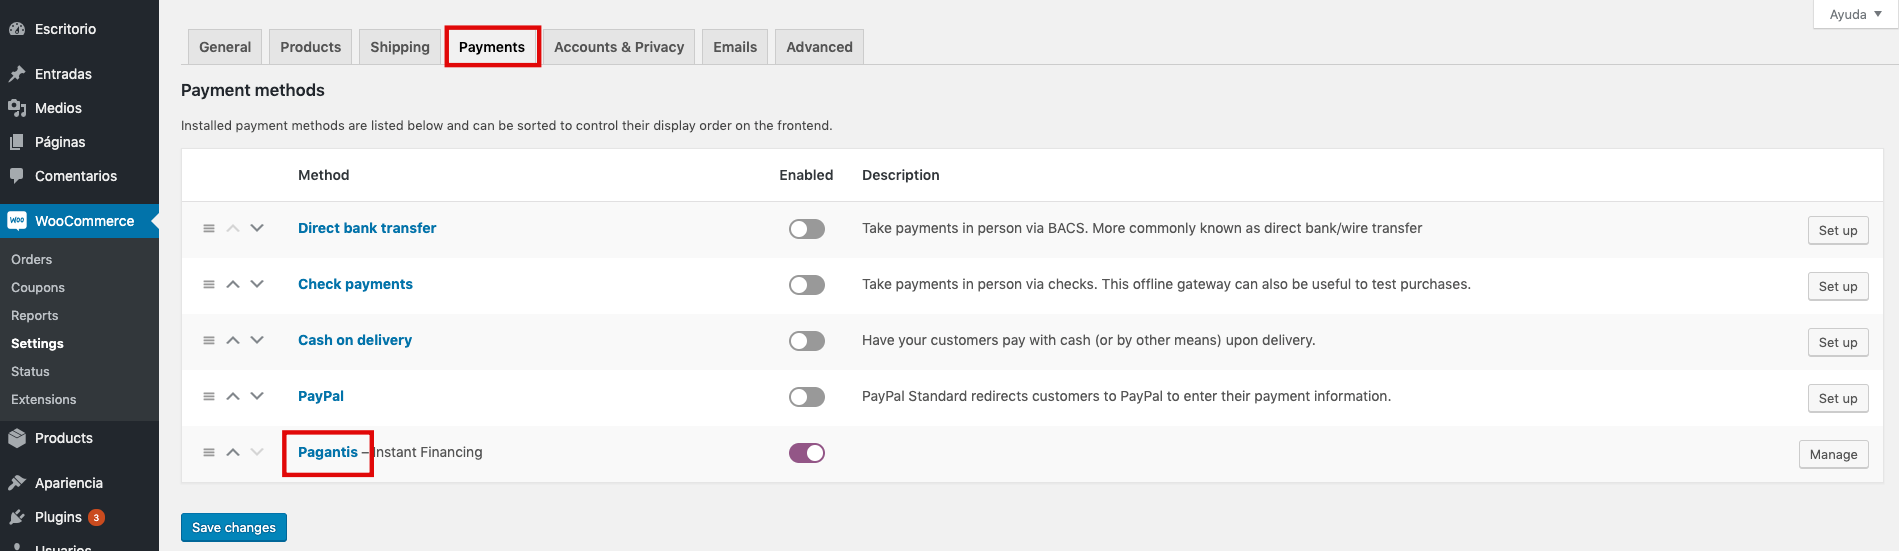 Ayuda
Escritorio
Entradas
Medios
Páginas
Comentarios
WooCommerce
Orders
Coupons
Reports
Settings
Status
Extensions
Products
Apariencia
Plugins 3
Usuarios
General Products Shipping Payments Accounts & Privacy Emails Advanced
Payment methods
Installed payment methods are listed below and can be sorted to control their display order on the frontend.
Method Enabled Description
Direct bank transfer Take payments in person via BACS. More commonly known as direct bank/wire transfer Set up
Check payments Take payments in person via checks. This offline gateway can also be useful to test purchases. Set up
Cash on delivery Have your customers pay with cash (or by other means) upon delivery. Set up
PayPal PayPal Standard redirects customers to PayPal to enter their payment information. Set up
Pagantis – Instant Financing Manage
Save changes